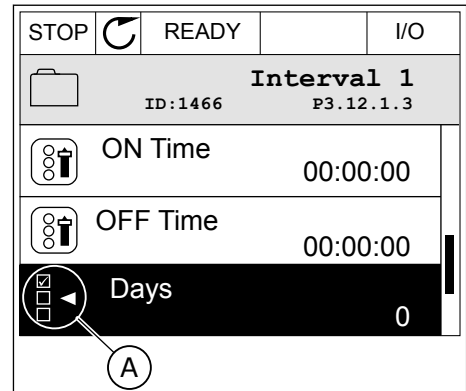 STOP READY I/O
Interval 1
ID:1466 P3.12.1.3
ON Time
00:00:00
OFF Time
00:00:00
Days
0
A